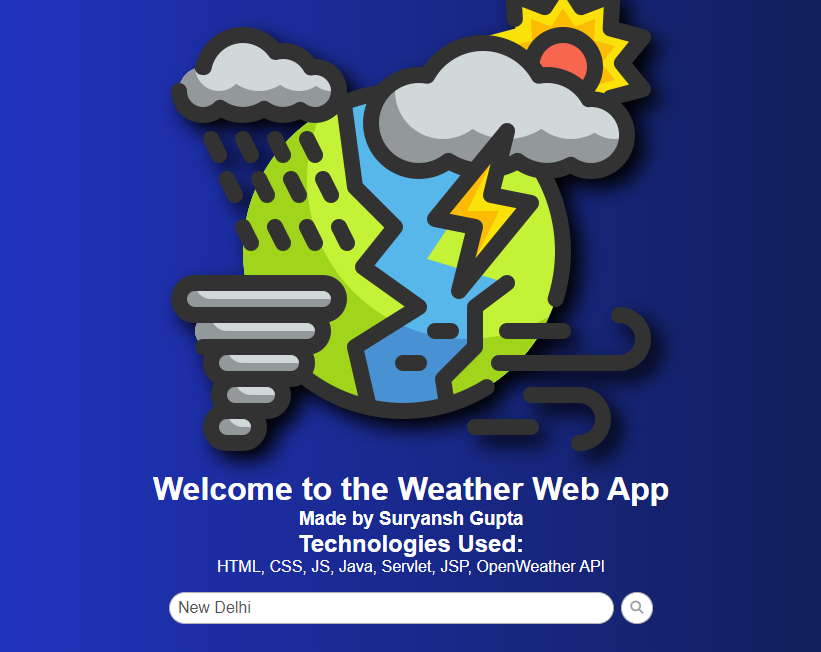 Welcome to the Weather Web App
Made by Suryansh Gupta
Technologies Used:
HTML, CSS, JS, Java, Servlet, JSP, OpenWeather API
New Delhi